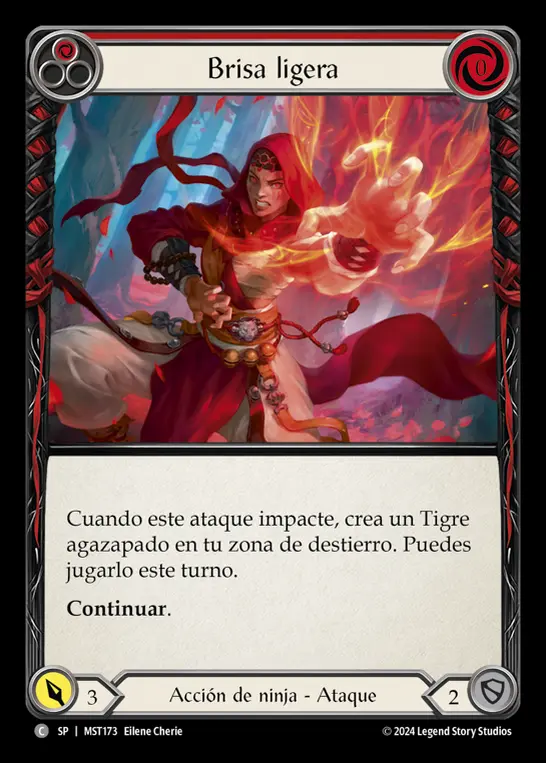 Brisa ligera
0
Cuando este ataque impacte, crea un Tigre
agazapado en tu zona de destierro. Puedes
jugarlo este turno.
Continuar.
3
Acción de ninja - Ataque
2
C SP | MST173 Eilene Cherie
© 2024 Legend Story Studios